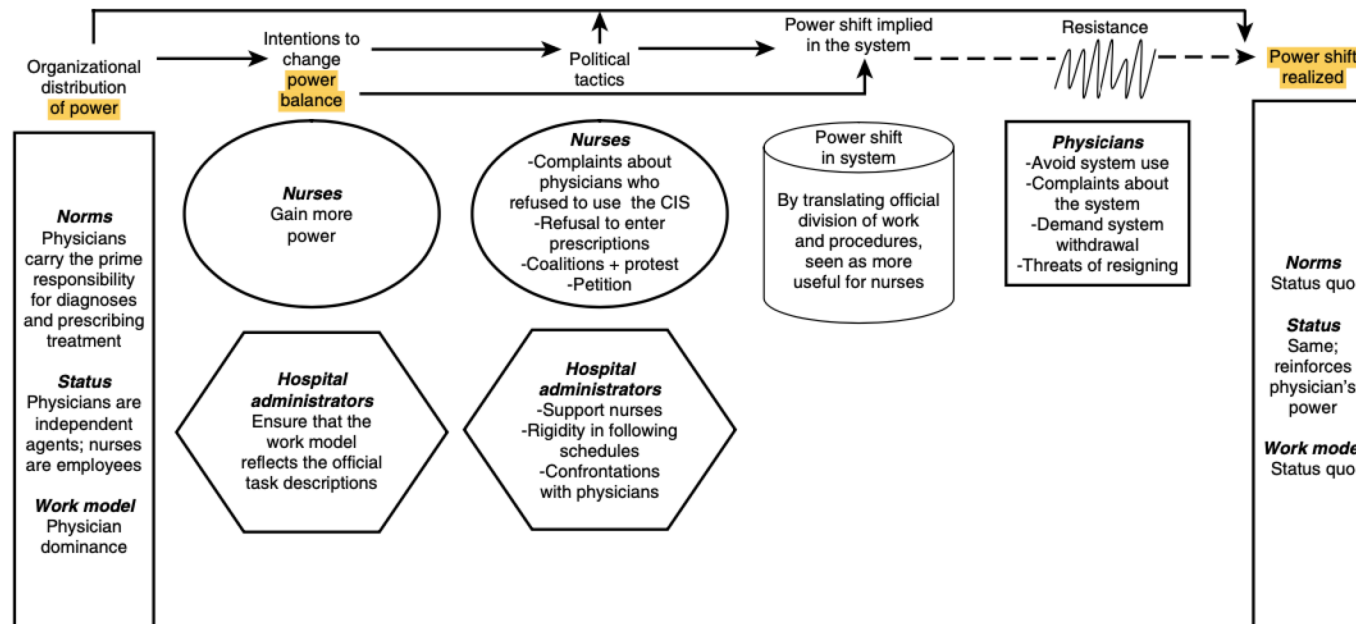 Organizational
distribution
of power
Intentions to
change
power
balance
Political
tactics
Power shift implied
in the system
Resistance
Power shift
realized
Norms
Physicians
carry the prime
responsibility
for diagnoses
and prescribing
treatment
Status
Physicians are
independent
agents; nurses
are employees
Work model
Physician
dominance
Nurses
Gain more
power
Hospital
administrators
Ensure that the
work model
reflects the official
task descriptions
Nurses
-Complaints about
physicians who
refused to use the CIS
-Refusal to enter
prescriptions
-Coalitions + protest
-Petition
Hospital
administrators
-Support nurses
-Rigidity in following
schedules
-Confrontations
with physicians
Power shift
in system
By translating official
division of work
and procedures,
seen as more
useful for nurses
Physicians
-Avoid system use
-Complaints about
the system
-Demand system
withdrawal
-Threats of resigning
Norms
Status quo
Status
Same;
reinforces
physician's
power
Work model
Status quo